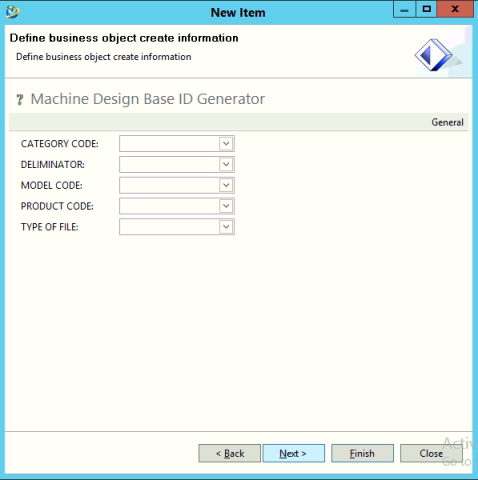 New Item
Define business object create information
Define business object create information
? Machine Design Base ID Generator
General
CATEGORY CODE:
DELIMINATOR:
MODEL CODE:
PRODUCT CODE:
TYPE OF FILE:
< Back Next > Finish Close
Activ
Go to